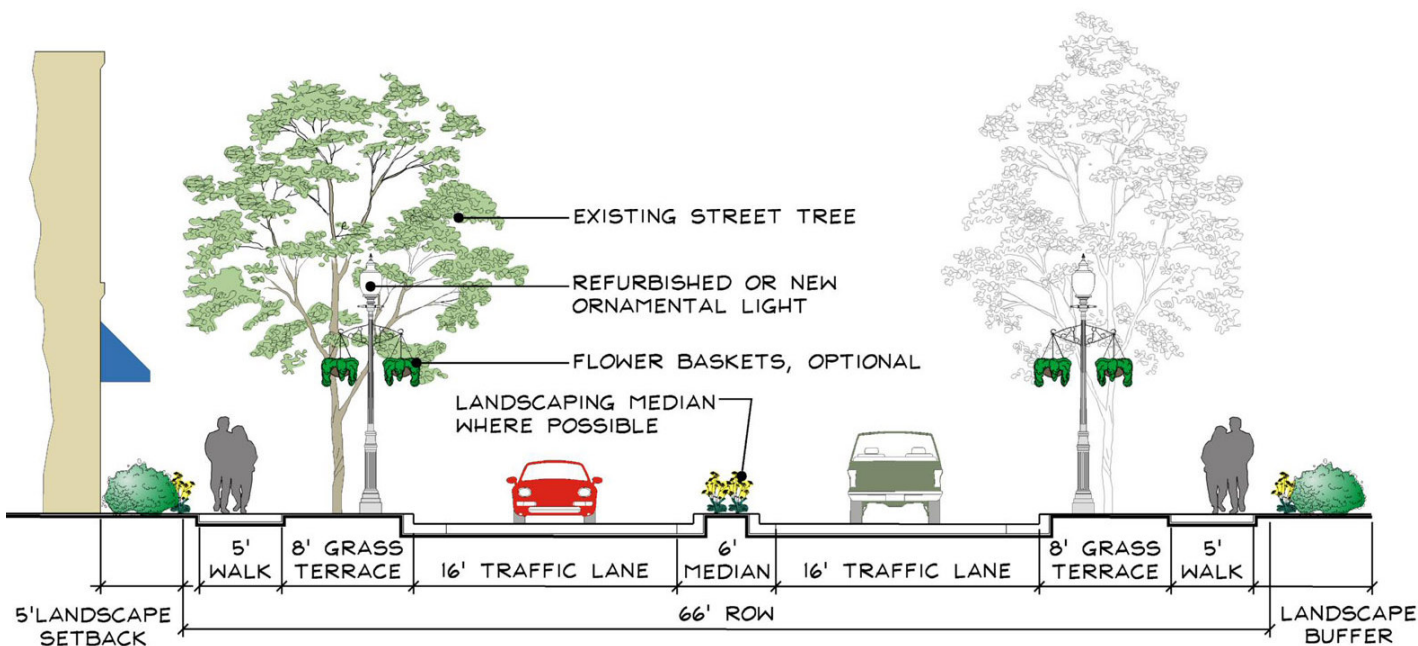 EXISTING STREET TREE
REFURBISHED OR NEW
ORNAMENTAL LIGHT
FLOWER BASKETS, OPTIONAL
LANDSCAPING MEDIAN
WHERE POSSIBLE
5'
WALK
8' GRASS
TERRACE
16' TRAFFIC LANE
6'
MEDIAN
16' TRAFFIC LANE
8' GRASS
TERRACE
5'
WALK
5'LANDSCAPE
SETBACK
66' ROW
LANDSCAPE
BUFFER